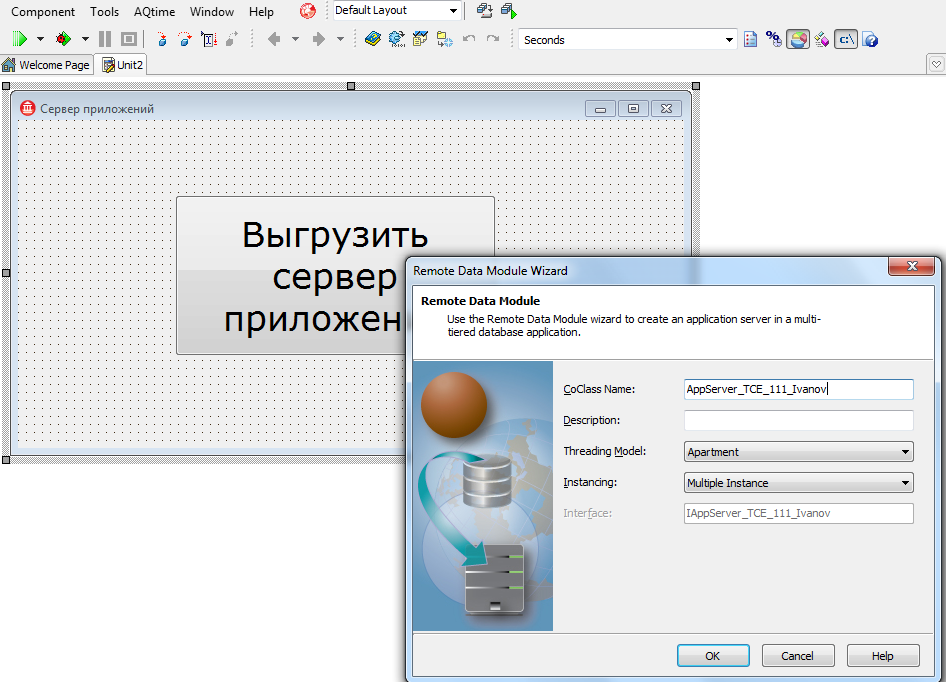 Component Tools AQtime Window Help Default Layout
Seconds C:\
Welcome Page Unit2
Сервер приложений
Выгрузить
сервер
приложен
Remote Data Module Wizard
Remote Data Module
Use the Remote Data Module wizard to create an application server in a multi-
tiered database application.
CoClass Name: AppServer_TCE_111_Ivanov
Description:
Threading Model: Apartment
Instancing: Multiple Instance
Interface: IAppServer_TCE_111_Ivanov
OK Cancel Help